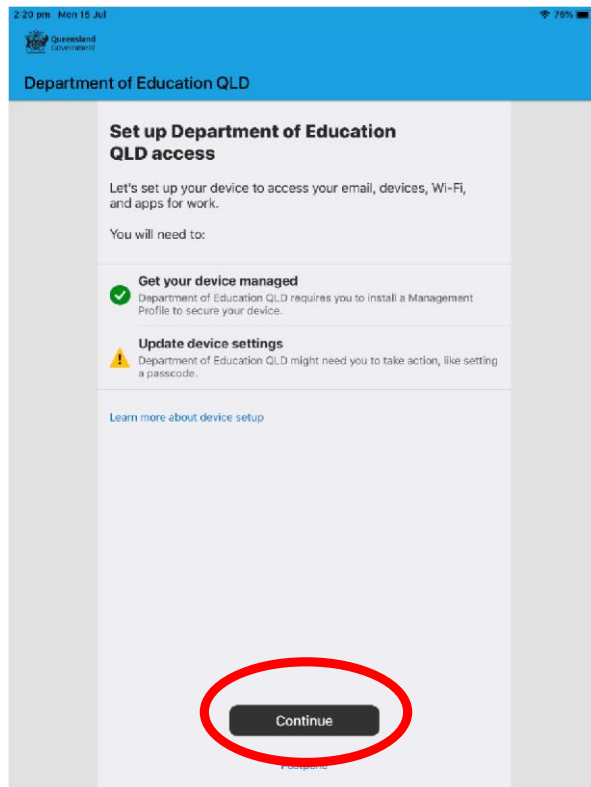 2:20 pm Mon 15 Jul 76%
Queensland
Government
Department of Education QLD
Set up Department of Education
QLD access
Let's set up your device to access your email, devices, Wi-Fi,
and apps for work.
You will need to:
Get your device managed
Department of Education QLD requires you to install a Management
Profile to secure your device.
Update device settings
Department of Education QLD might need you to take action, like setting
a passcode.
Learn more about device setup
Continue
Postpone